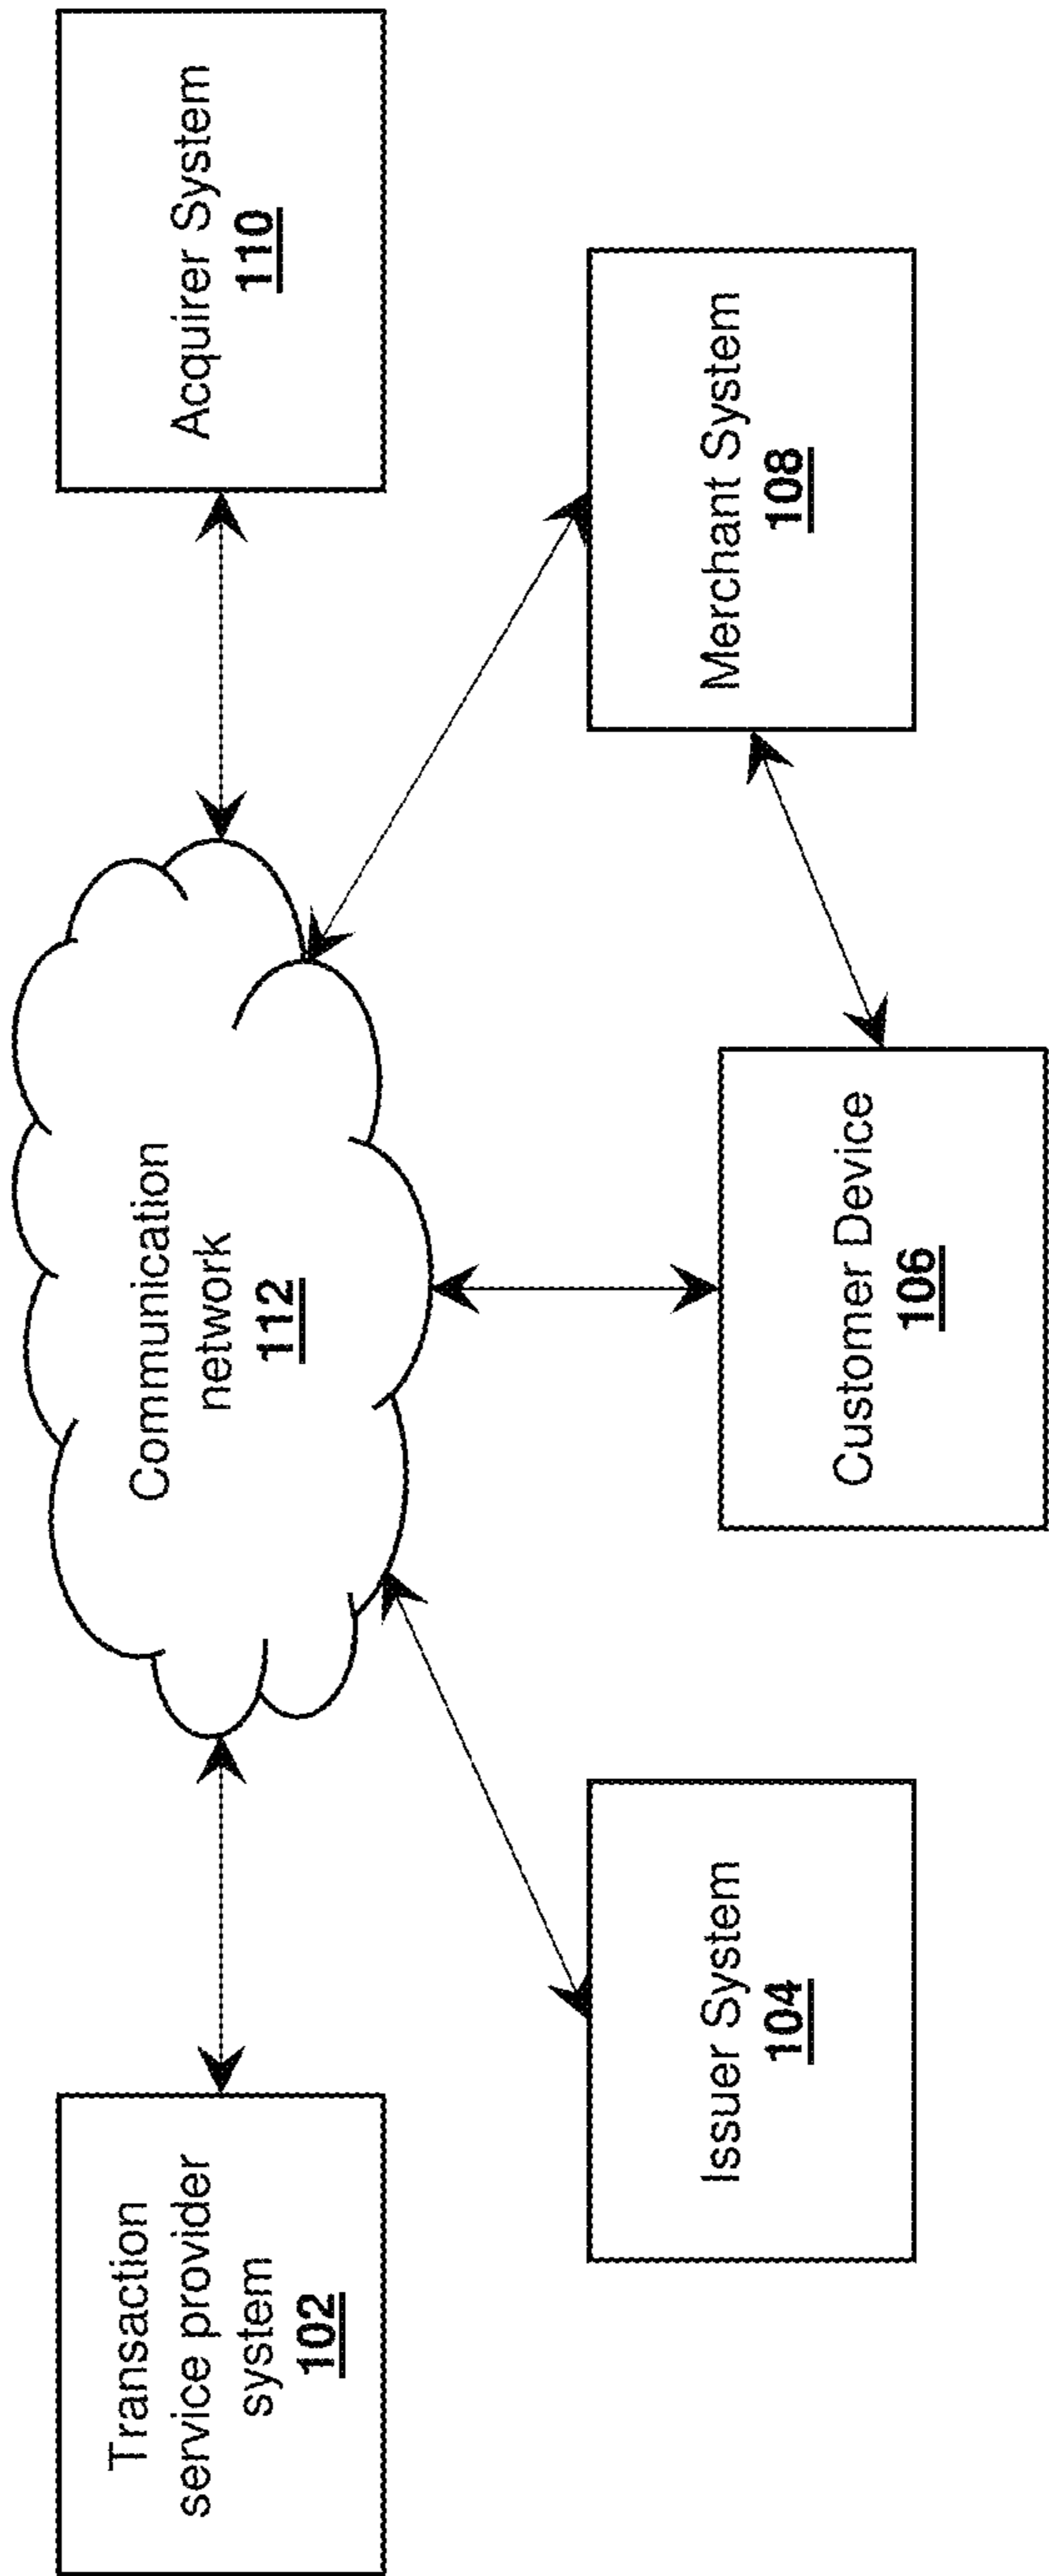 Transaction
service provider
system
102
Communication
network
112
Acquirer System
110
Issuer System
104
Merchant System
108
Customer Device
106